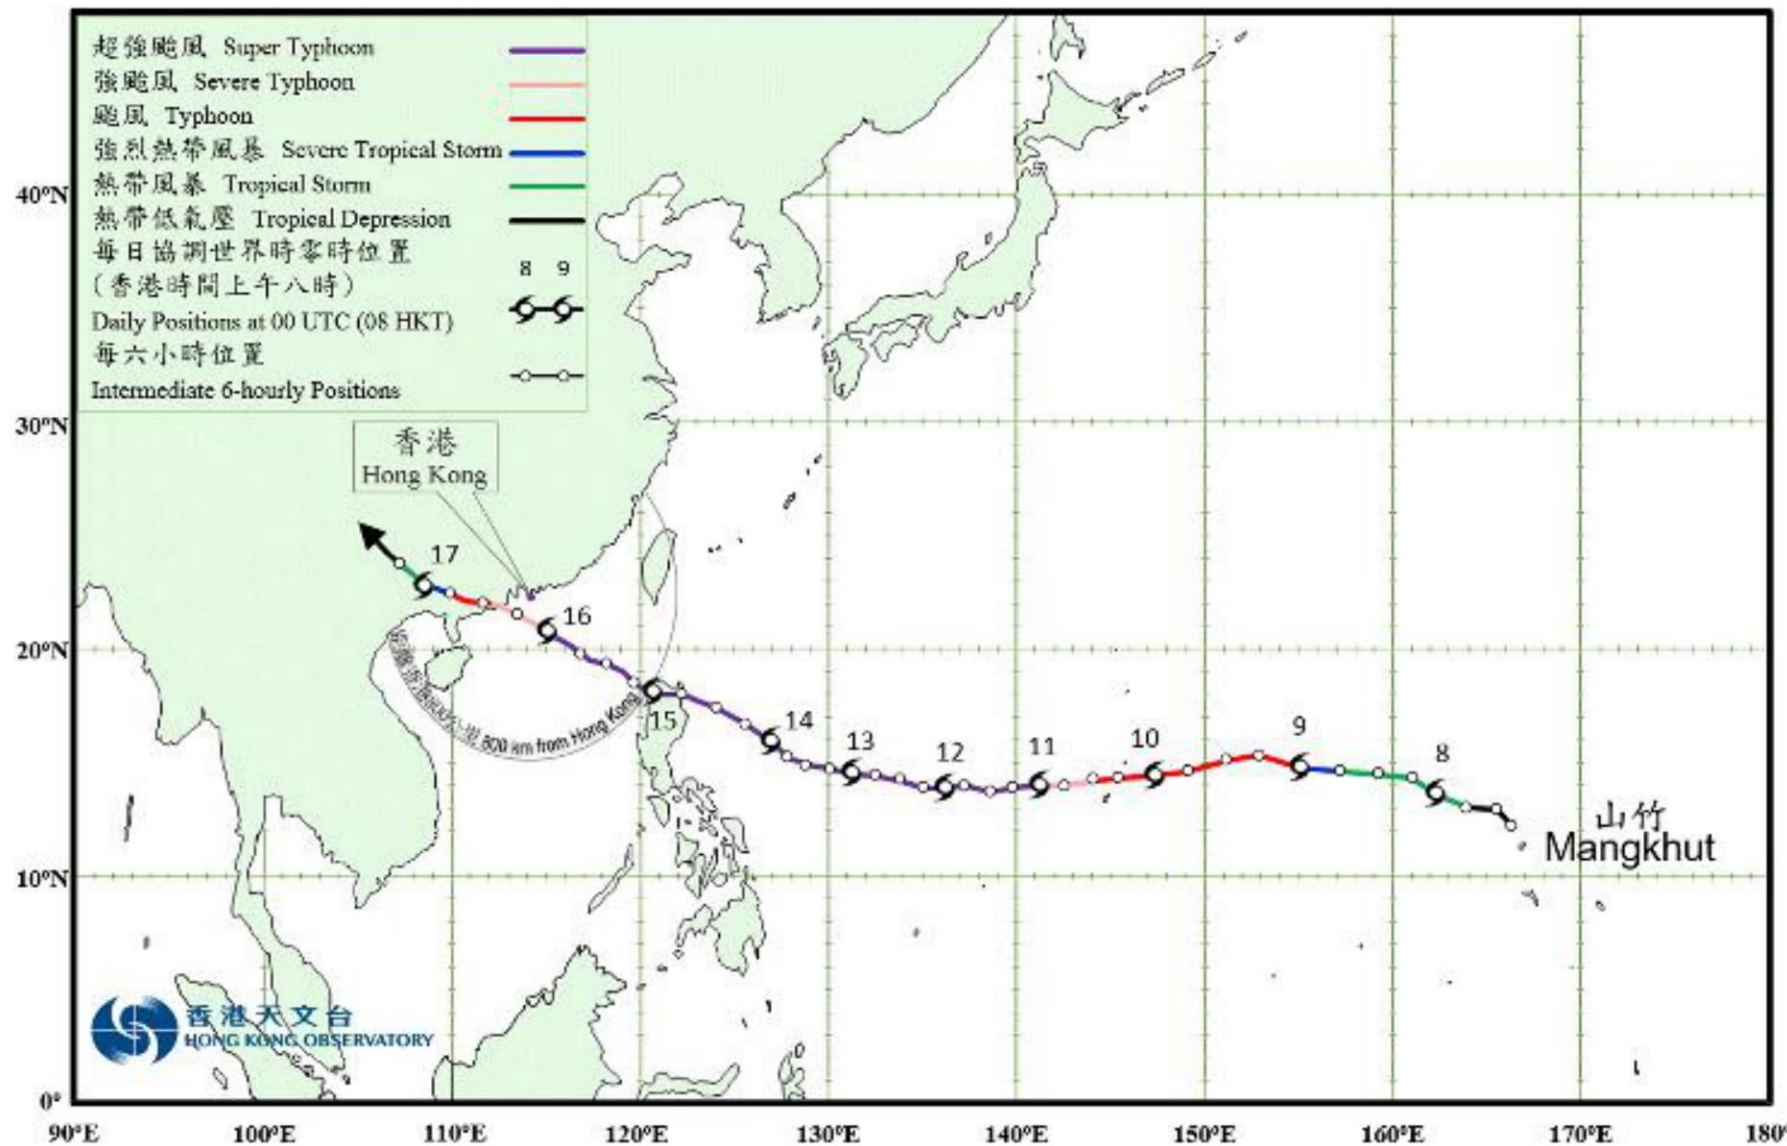 超強颱風 Super Typhoon
強颱風 Severe Typhoon
颱風 Typhoon
強烈熱帶風暴 Severe Tropical Storm
熱帶風暴 Tropical Storm
熱帶低氣壓 Tropical Depression
每日協調世界時零時位置
(香港時間上午八時)
8 9
Daily Positions at 00 UTC (08 HKT)
每六小時位置
Intermediate 6-hourly Positions
香港
Hong Kong
40°N
30°N
20°N
10°N
0°
17
16
15
14
13
12
11
10
9
8
800 km from Hong Kong
山竹
Mangkhut
香港天文台
HONG KONG OBSERVATORY
90°E 100°E 110°E 120°E 130°E 140°E 150°E 160°E 170°E 180°